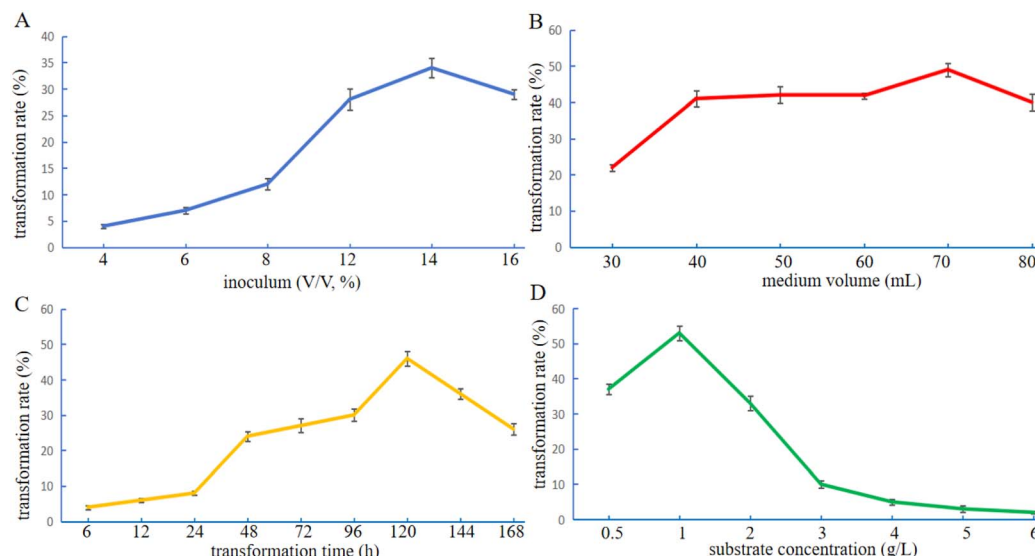 A
transformation rate (%)
40
35
30
25
20
15
10
5
0
4 6 8 12 14 16
inoculum (V/V, %)
B
transformation rate (%)
60
50
40
30
20
10
0
30 40 50 60 70 80
medium volume (mL)
C
transformation rate (%)
60
50
40
30
20
10
0
6 12 24 48 72 96 120 144 168
transformation time (h)
D
transformation rate (%)
60
50
40
30
20
10
0
0.5 1 2 3 4 5 6
substrate concentration (g/L)